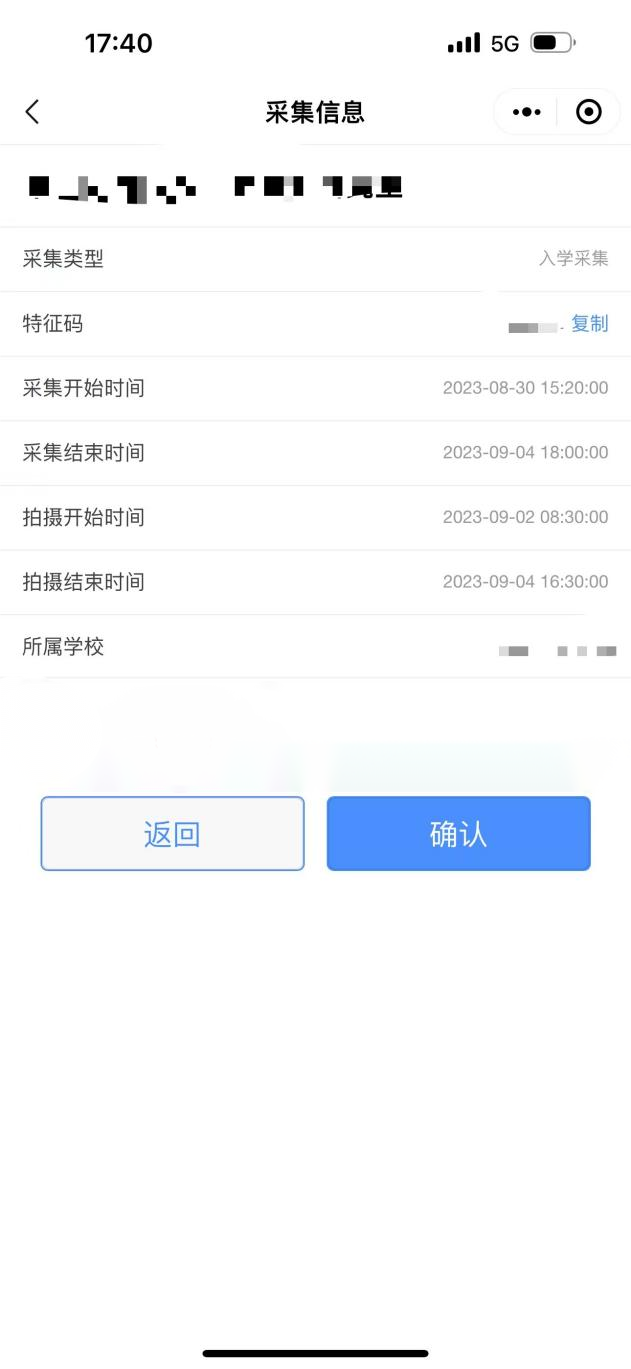 17:40
5G
采集信息
采集类型
入学采集
特征码
复制
采集开始时间
2023-08-30 15:20:00
采集结束时间
2023-09-04 18:00:00
拍摄开始时间
2023-09-02 08:30:00
拍摄结束时间
2023-09-04 16:30:00
所属学校
返回
确认